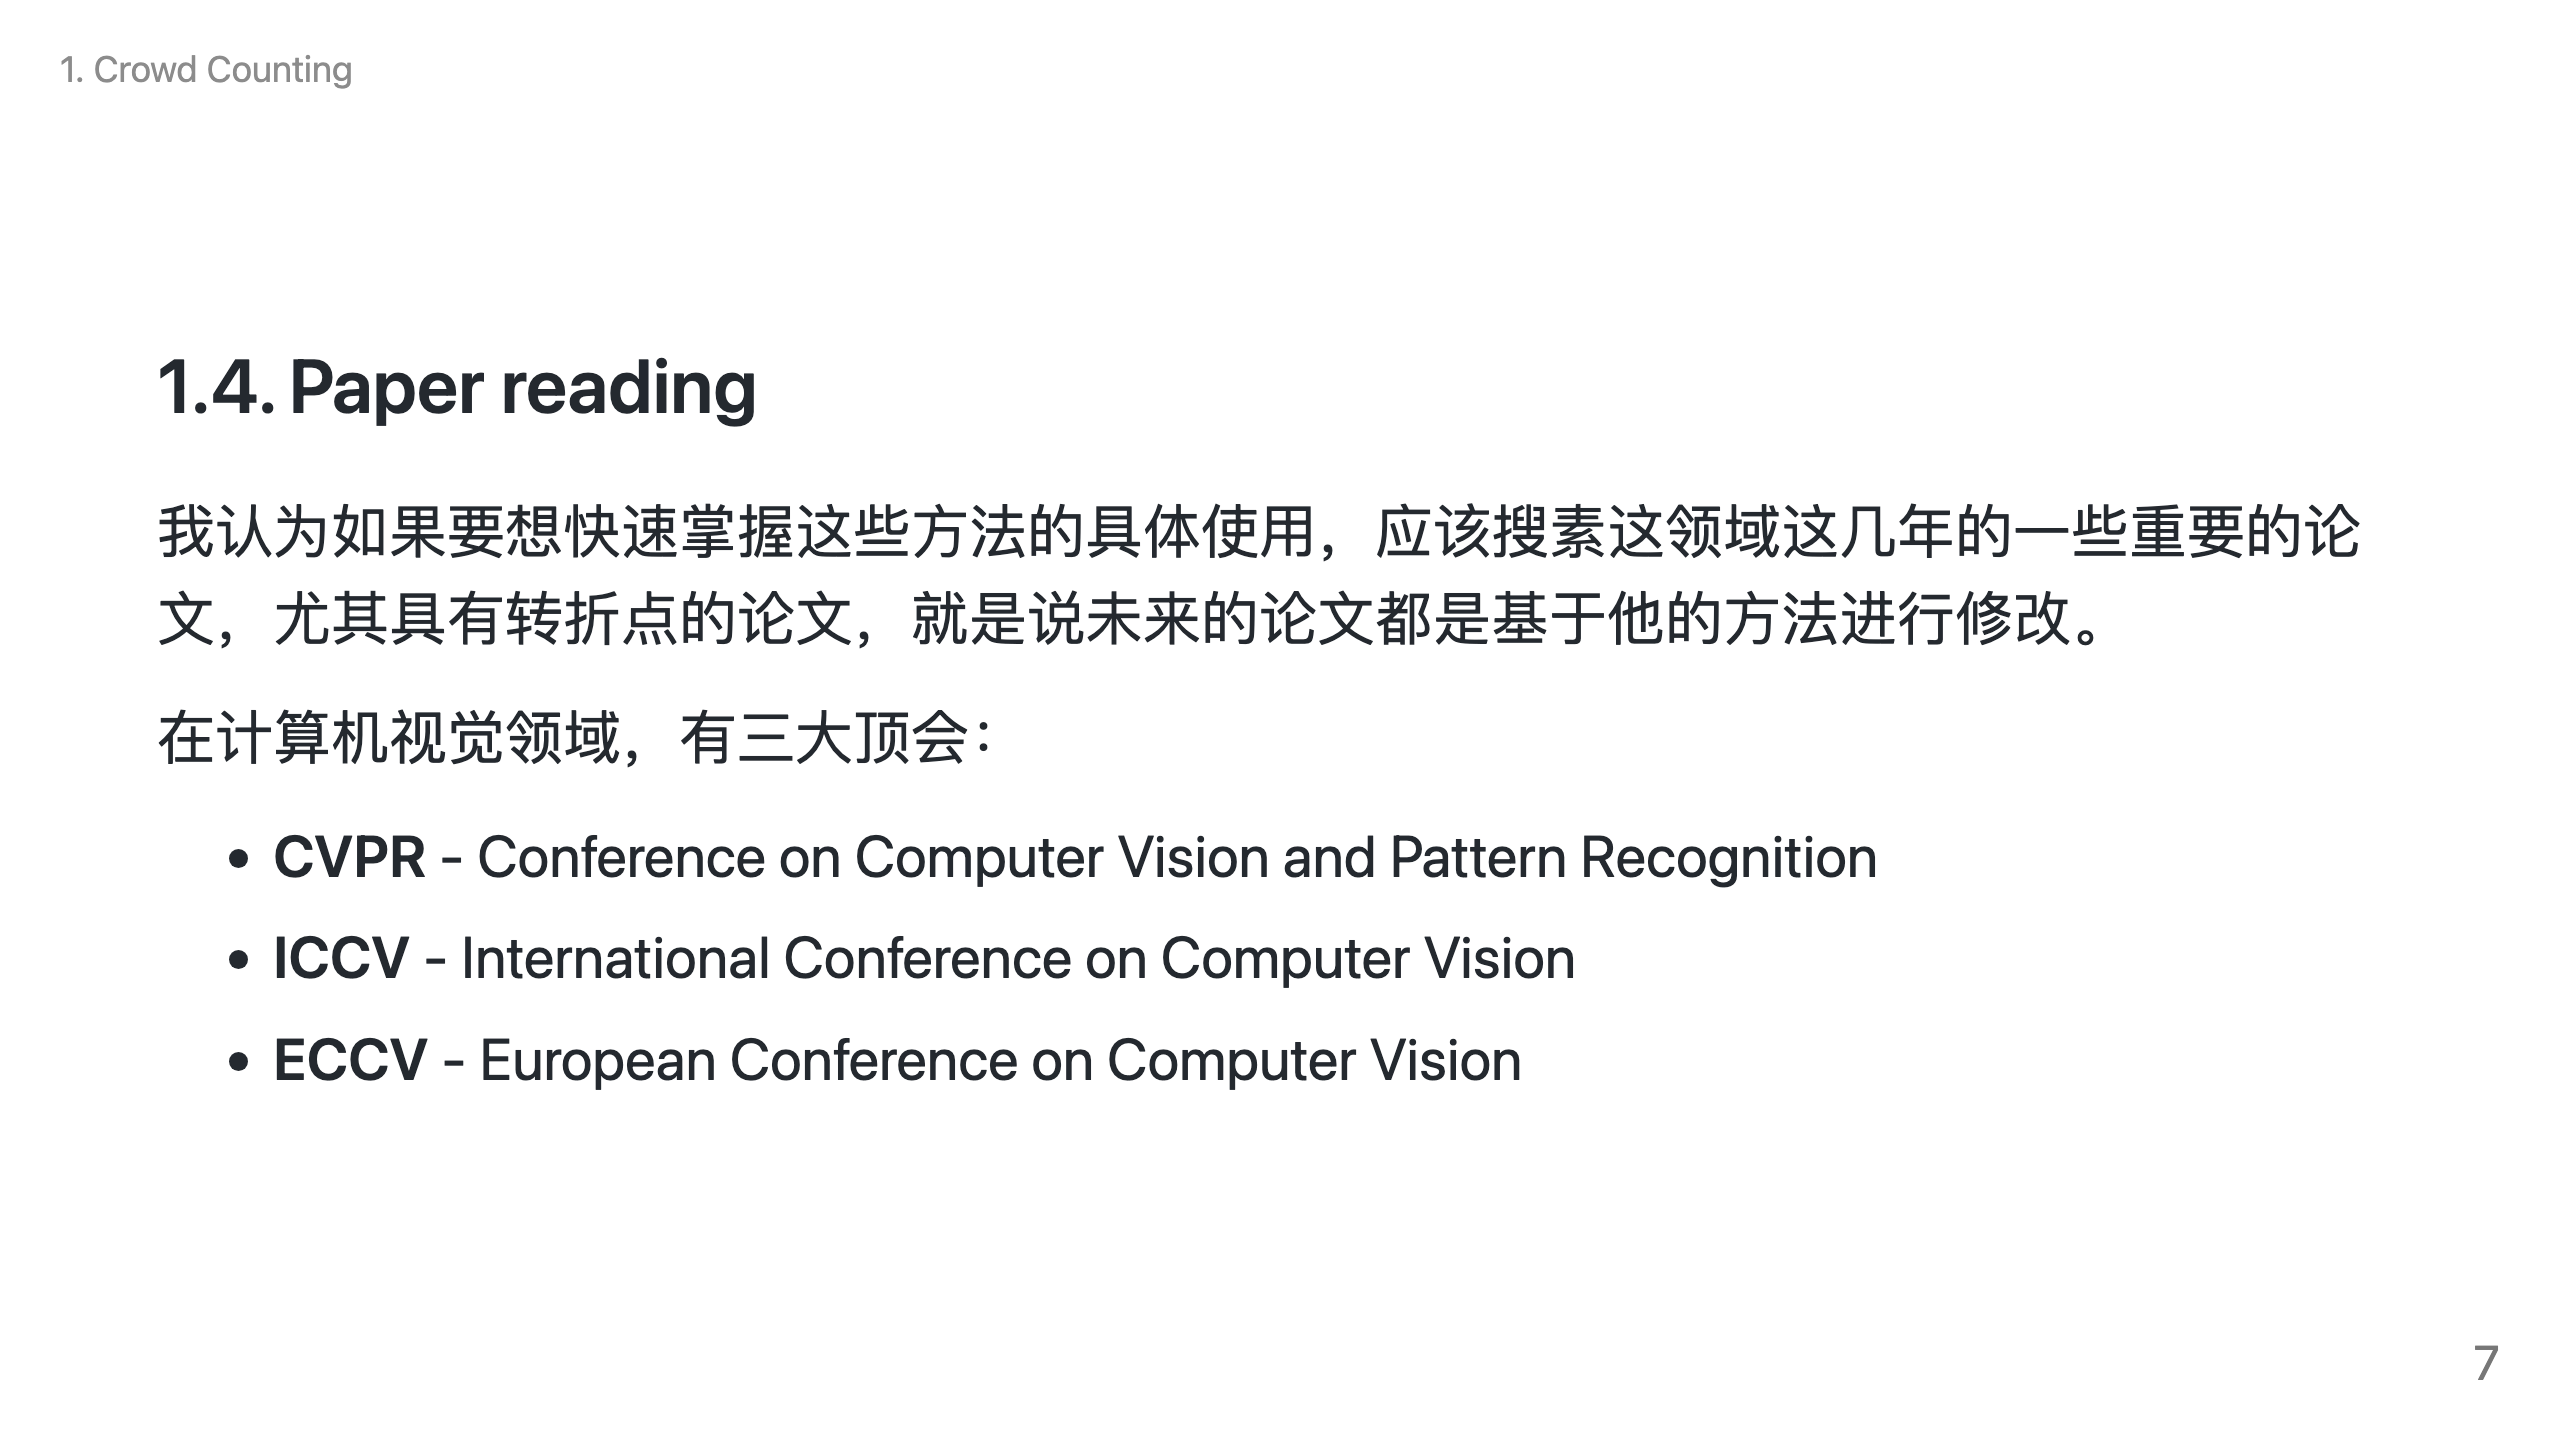 1. Crowd Counting
1.4. Paper reading
我认为如果要想快速掌握这些方法的具体使用，应该搜素这领域这几年的一些重要的论
文，尤其具有转折点的论文，就是说未来的论文都是基于他的方法进行修改。
在计算机视觉领域，有三大顶会：
• CVPR - Conference on Computer Vision and Pattern Recognition
• ICCV - International Conference on Computer Vision
• ECCV - European Conference on Computer Vision
7